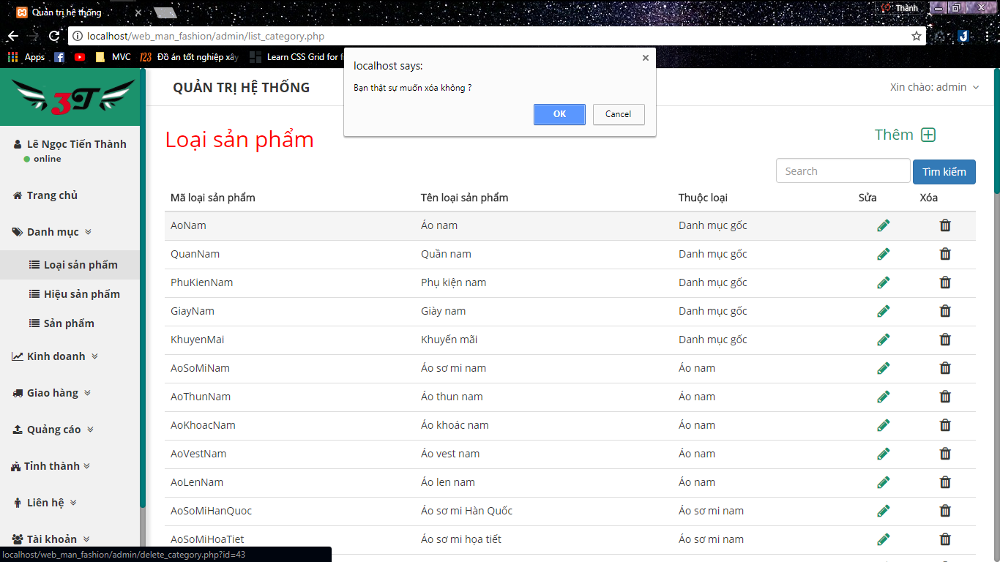 Quản trị hệ thống
Thành
localhost/web_man_fashion/admin/list_category.php
Apps
MVC
123 Đồ án tốt nghiệp xây
Learn CSS Grid for f
localhost says:
Bạn thật sự muốn xóa không ?
OK Cancel
3T
QUẢN TRỊ HỆ THỐNG
Xin chào: admin
Lê Ngọc Tiến Thành
online
Trang chủ
Danh mục
Loại sản phẩm
Hiệu sản phẩm
Sản phẩm
Kinh doanh
Giao hàng
Quảng cáo
Tỉnh thành
Liên hệ
Tài khoản
Loại sản phẩm
Thêm
Search Tìm kiếm
Mã loại sản phẩm Tên loại sản phẩm Thuộc loại Sửa Xóa
AoNam Áo nam Danh mục gốc
QuanNam Quần nam Danh mục gốc
PhuKienNam Phụ kiện nam Danh mục gốc
GiayNam Giày nam Danh mục gốc
KhuyenMai Khuyến mãi Danh mục gốc
AoSoMiNam Áo sơ mi nam Áo nam
AoThunNam Áo thun nam Áo nam
AoKhoacNam Áo khoác nam Áo nam
AoVestNam Áo vest nam Áo nam
AoLenNam Áo len nam Áo nam
AoSoMiHanQuoc Áo sơ mi Hàn Quốc Áo sơ mi nam
AoSoMiHoaTiet Áo sơ mi họa tiết Áo sơ mi nam
localhost/web_man_fashion/admin/delete_category.php?id=43